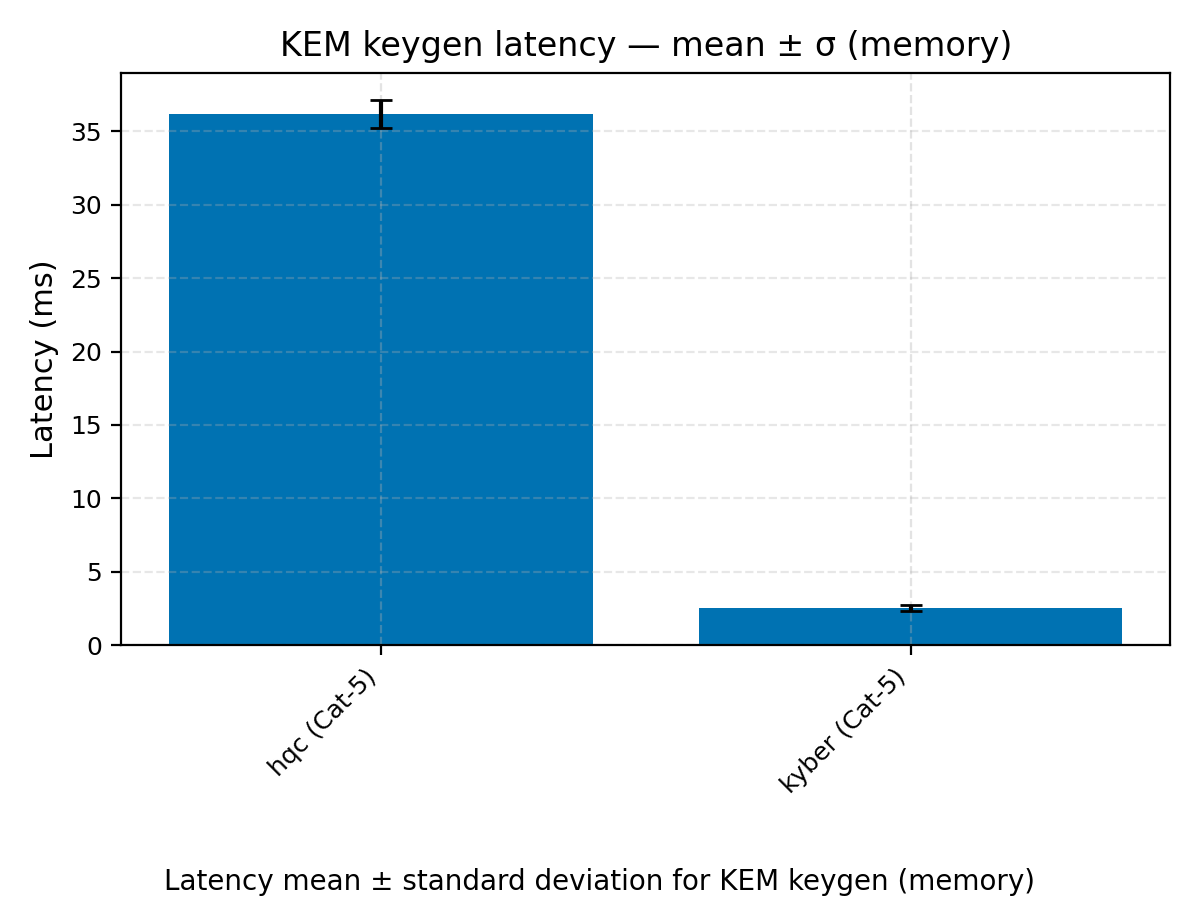 KEM keygen latency — mean ± σ (memory)
Latency (ms)
35
30
25
20
15
10
5
0
hqc (Cat-5)
kyber (Cat-5)
Latency mean ± standard deviation for KEM keygen (memory)